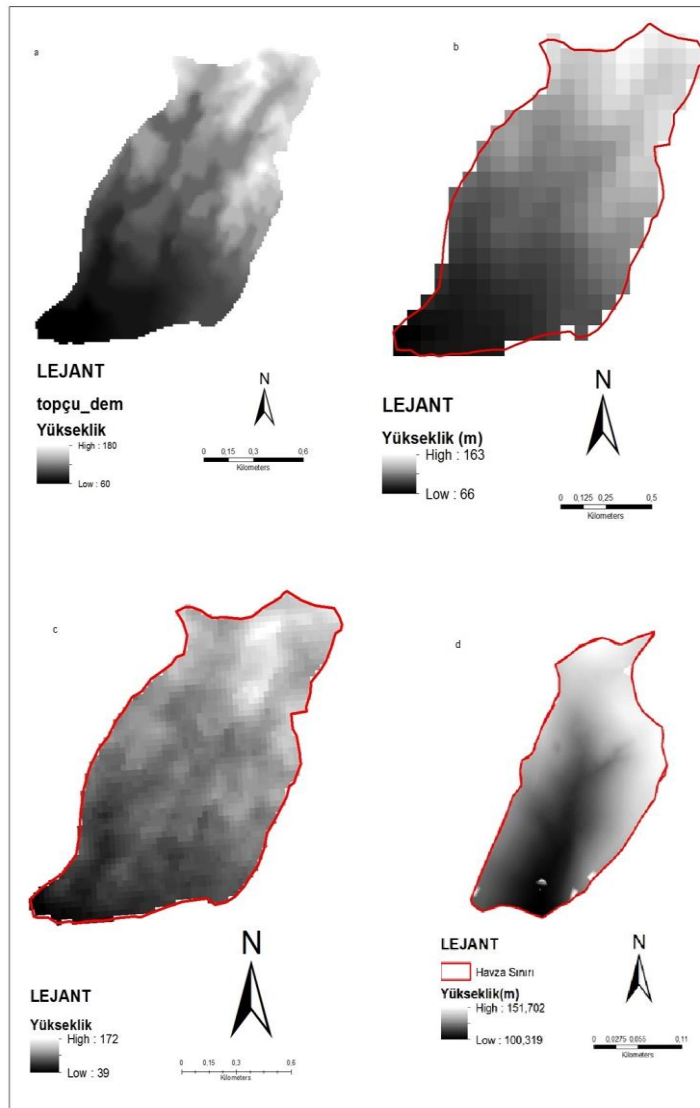 a
LEJANT
topçu_dem
Yükseklik
High : 180
Low : 60
N
0 0,15 0,3 0,6
Kilometers
b
LEJANT
Yükseklik (m)
High : 163
Low : 66
N
0 0,125 0,25 0,5
Kilometers
c
LEJANT
Yükseklik
High : 172
Low : 39
N
0 0,15 0,3 0,6
Kilometers
d
LEJANT
Havza Sınırı
Yükseklik(m)
High : 151,702
Low : 100,319
N
0 0,0275 0,055 0,11
Kilometers